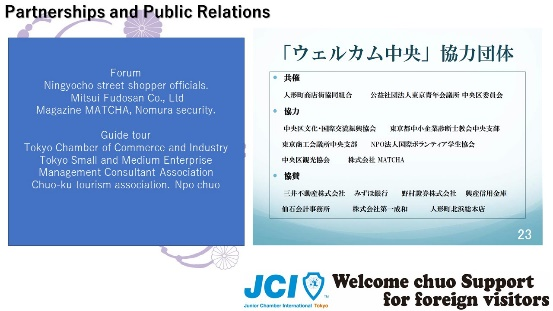 Partnerships and Public Relations
Forum
Ningyocho street shopper officials.
Mitsui Fudosan Co., Ltd
Magazine MATCHA, Nomura security.
Guide tour
Tokyo Chamber of Commerce and Industry
Tokyo Small and Medium Enterprise
Management Consultant Association
Chuo-ku tourism association. Npo chuo
「ウェルカム中央」協力団体
• 共催
人形町商店街協同組合 公益社団法人東京青年会議所 中央区委員会
• 協力
中央区文化・国際交流振興協会 東京都中小企業診断士教会中央支部
東京商工会議所中央支部 NPO法人国際ボランティア学生協会
中央区観光協会 株式会社 MATCHA
• 協賛
三井不動産株式会社 みずほ銀行 野村證券株式会社 興産信用金庫
仙石会計事務所 株式会社第一成和 人形町北浜総本店
23
JCI
TM
Junior Chamber International Tokyo
Welcome chuo Support
for foreign visitors